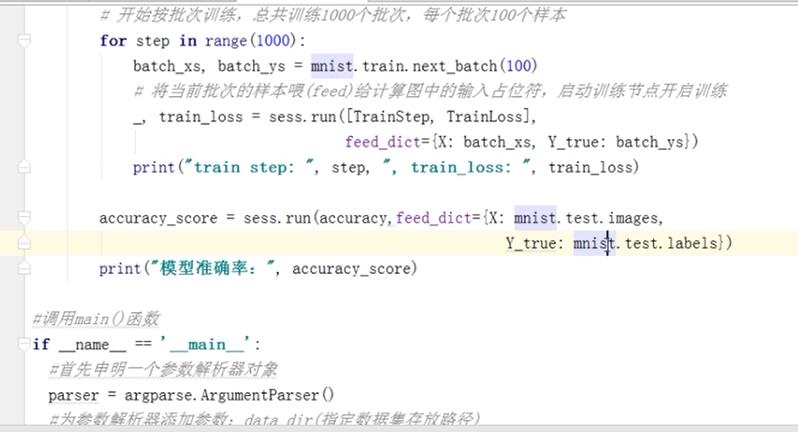 # 开始按批次训练，总共训练1000个批次，每个批次100个样本
for step in range(1000):
batch_xs, batch_ys = mnist.train.next_batch(100)
# 将当前批次的样本喂(feed)给计算图中的输入占位符，启动训练节点开启训练
_, train_loss = sess.run([TrainStep, TrainLoss],
feed_dict={X: batch_xs, Y_true: batch_ys})
print("train step: ", step, ", train_loss: ", train_loss)
accuracy_score = sess.run(accuracy,feed_dict={X: mnist.test.images,
Y_true: mnist.test.labels})
print("模型准确率：", accuracy_score)
#调用main()函数
if __name__ == '__main__':
#首先申明一个参数解析器对象
parser = argparse.ArgumentParser()
#为参数解析器添加参数：data_dir(指定数据集存放路径)